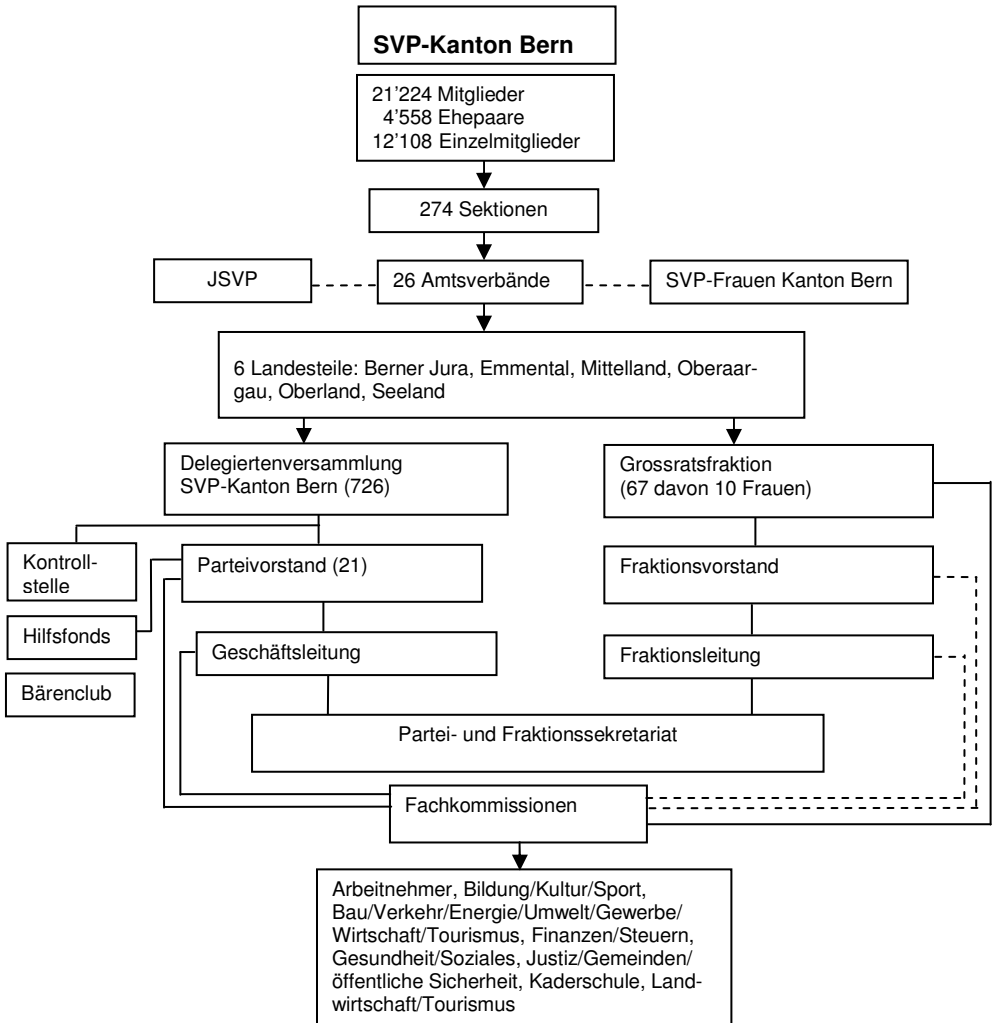 SVP-Kanton Bern
21’224 Mitglieder
4’558 Ehepaare
12’108 Einzelmitglieder
274 Sektionen
JSVP
26 Amtsverbände
SVP-Frauen Kanton Bern
6 Landesteile: Berner Jura, Emmental, Mittelland, Oberaar-
gau, Oberland, Seeland
Delegiertenversammlung
SVP-Kanton Bern (726)
Grossratsfraktion
(67 davon 10 Frauen)
Kontroll-
stelle
Parteivorstand (21)
Fraktionsvorstand
Hilfsfonds
Geschäftsleitung
Fraktionsleitung
Bärenclub
Partei- und Fraktionssekretariat
Fachkommissionen
Arbeitnehmer, Bildung/Kultur/Sport,
Bau/Verkehr/Energie/Umwelt/Gewerbe/
Wirtschaft/Tourismus, Finanzen/Steuern,
Gesundheit/Soziales, Justiz/Gemeinden/
öffentliche Sicherheit, Kaderschule, Land-
wirtschaft/Tourismus